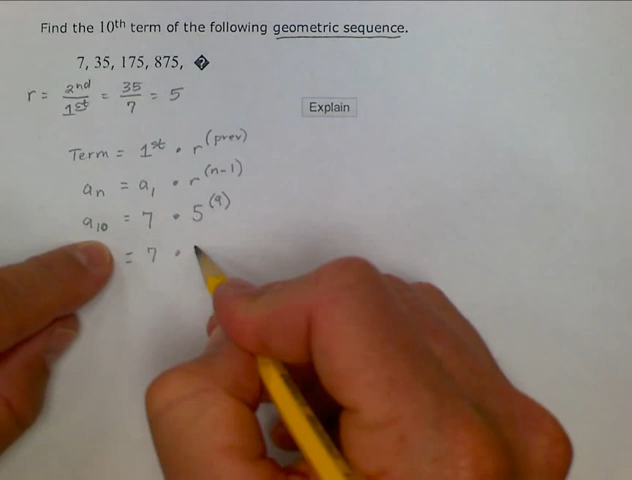 Find the 10th term of the following geometric sequence.
7, 35, 175, 875, �
r = 2nd/1st = 35/7 = 5
Explain
Term = 1st • r(prev)
an = a1 • r(n-1)
a10 = 7 • 5(9)
= 7 •